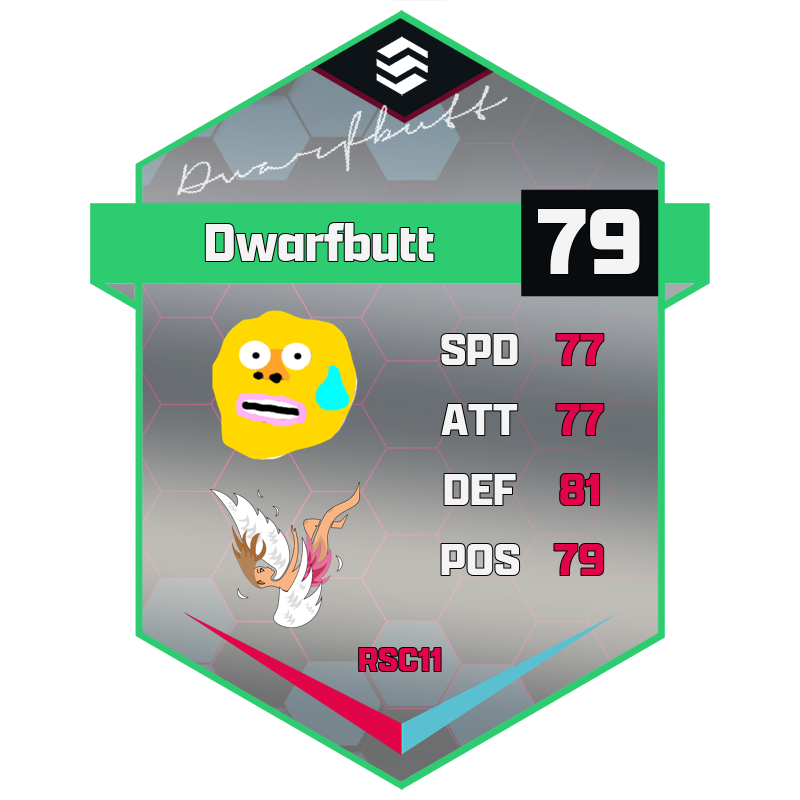 Dwarfbutt
Dwarfbutt 79
SPD 77
ATT 77
DEF 81
POS 79
RSC11